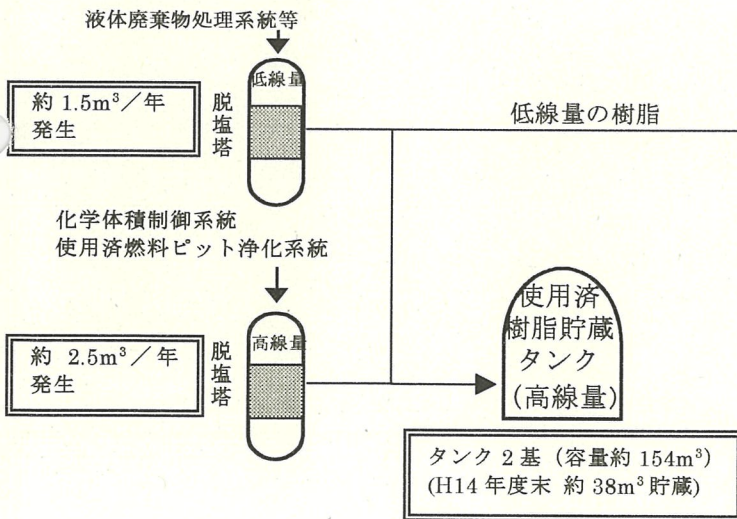 液体廃棄物処理系統等
低線量
約 1.5m³／年
発生
脱塩塔
低線量の樹脂
化学体積制御系統
使用済燃料ピット浄化系統
高線量
約 2.5m³／年
発生
脱塩塔
使用済
樹脂貯蔵
タンク
(高線量)
タンク 2 基（容量約 154m³）
(H14 年度末 約 38m³ 貯蔵)